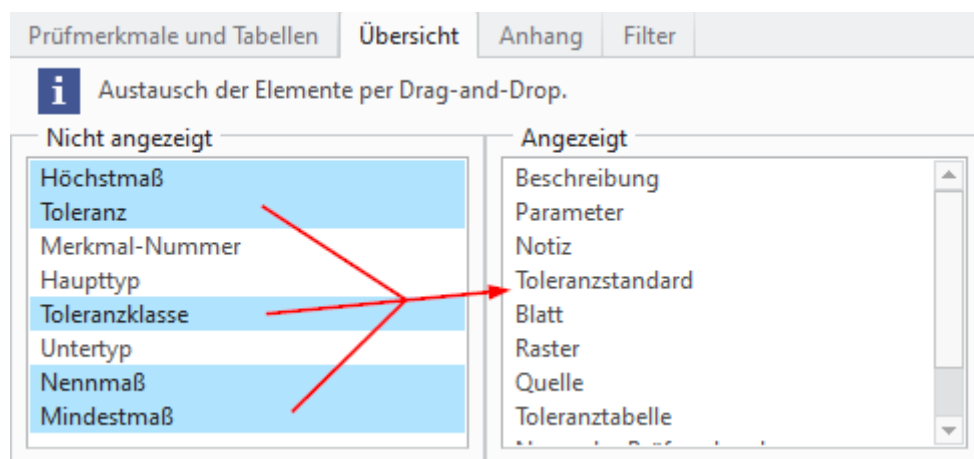 Prüfmerkmale und Tabellen Übersicht Anhang Filter
i Austausch der Elemente per Drag-and-Drop.
Nicht angezeigt
Höchstmaß
Toleranz
Merkmal-Nummer
Haupttyp
Toleranzklasse
Untertyp
Nennmaß
Mindestmaß
Angezeigt
Beschreibung
Parameter
Notiz
Toleranzstandard
Blatt
Raster
Quelle
Toleranztabelle